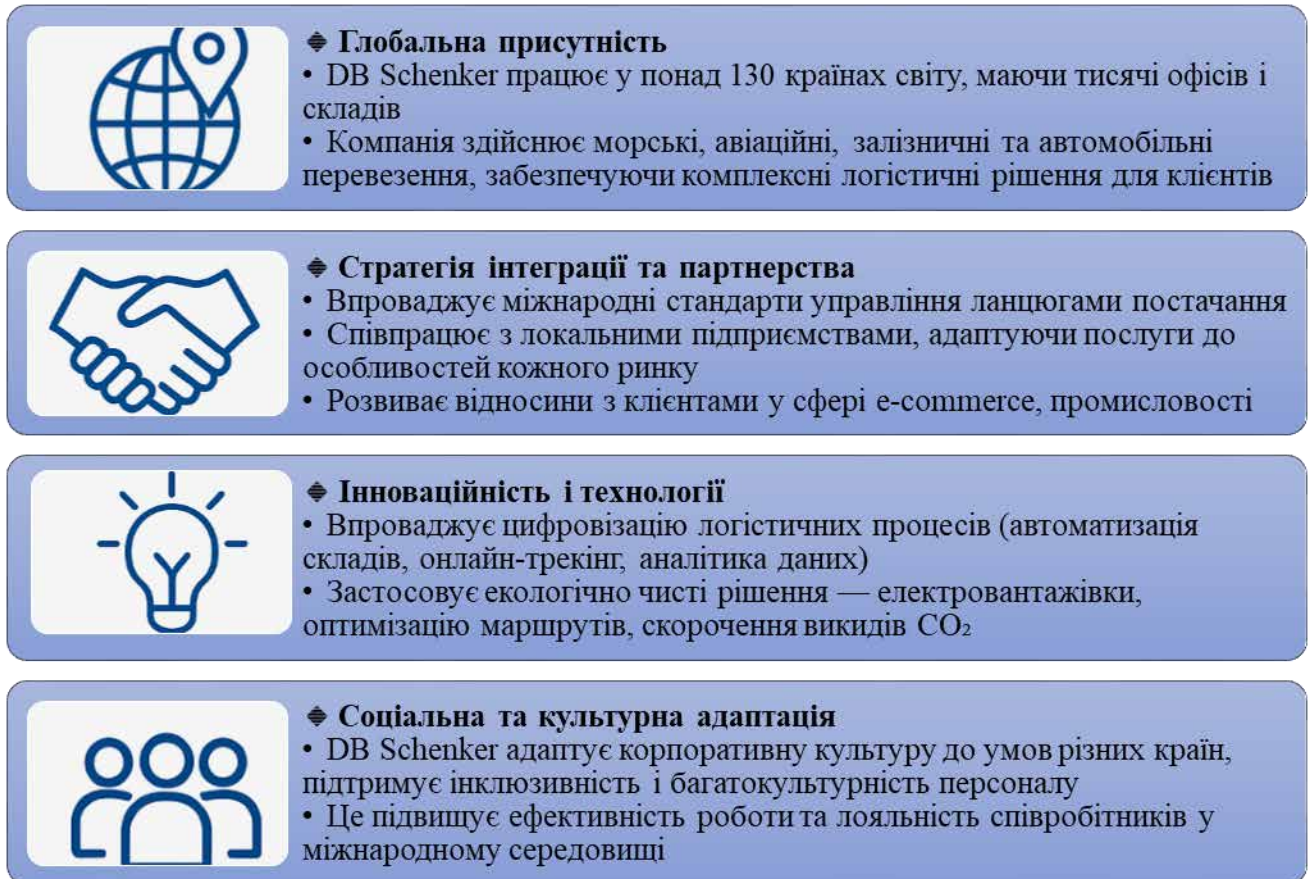 ◈ Глобальна присутність
• DB Schenker працює у понад 130 країнах світу, маючи тисячі офісів і
складів
• Компанія здійснює морські, авіаційні, залізничні та автомобільні
перевезення, забезпечуючи комплексні логістичні рішення для клієнтів
◈ Стратегія інтеграції та партнерства
• Впроваджує міжнародні стандарти управління ланцюгами постачання
• Співпрацює з локальними підприємствами, адаптуючи послуги до
особливостей кожного ринку
• Розвиває відносини з клієнтами у сфері e-commerce, промисловості
◈ Інноваційність і технології
• Впроваджує цифровізацію логістичних процесів (автоматизація
складів, онлайн-трекінг, аналітика даних)
• Застосовує екологічно чисті рішення — електровантажівки,
оптимізацію маршрутів, скорочення викидів CO₂
◈ Соціальна та культурна адаптація
• DB Schenker адаптує корпоративну культуру до умов різних країн,
підтримує інклюзивність і багатокультурність персоналу
• Це підвищує ефективність роботи та лояльність співробітників у
міжнародному середовищі